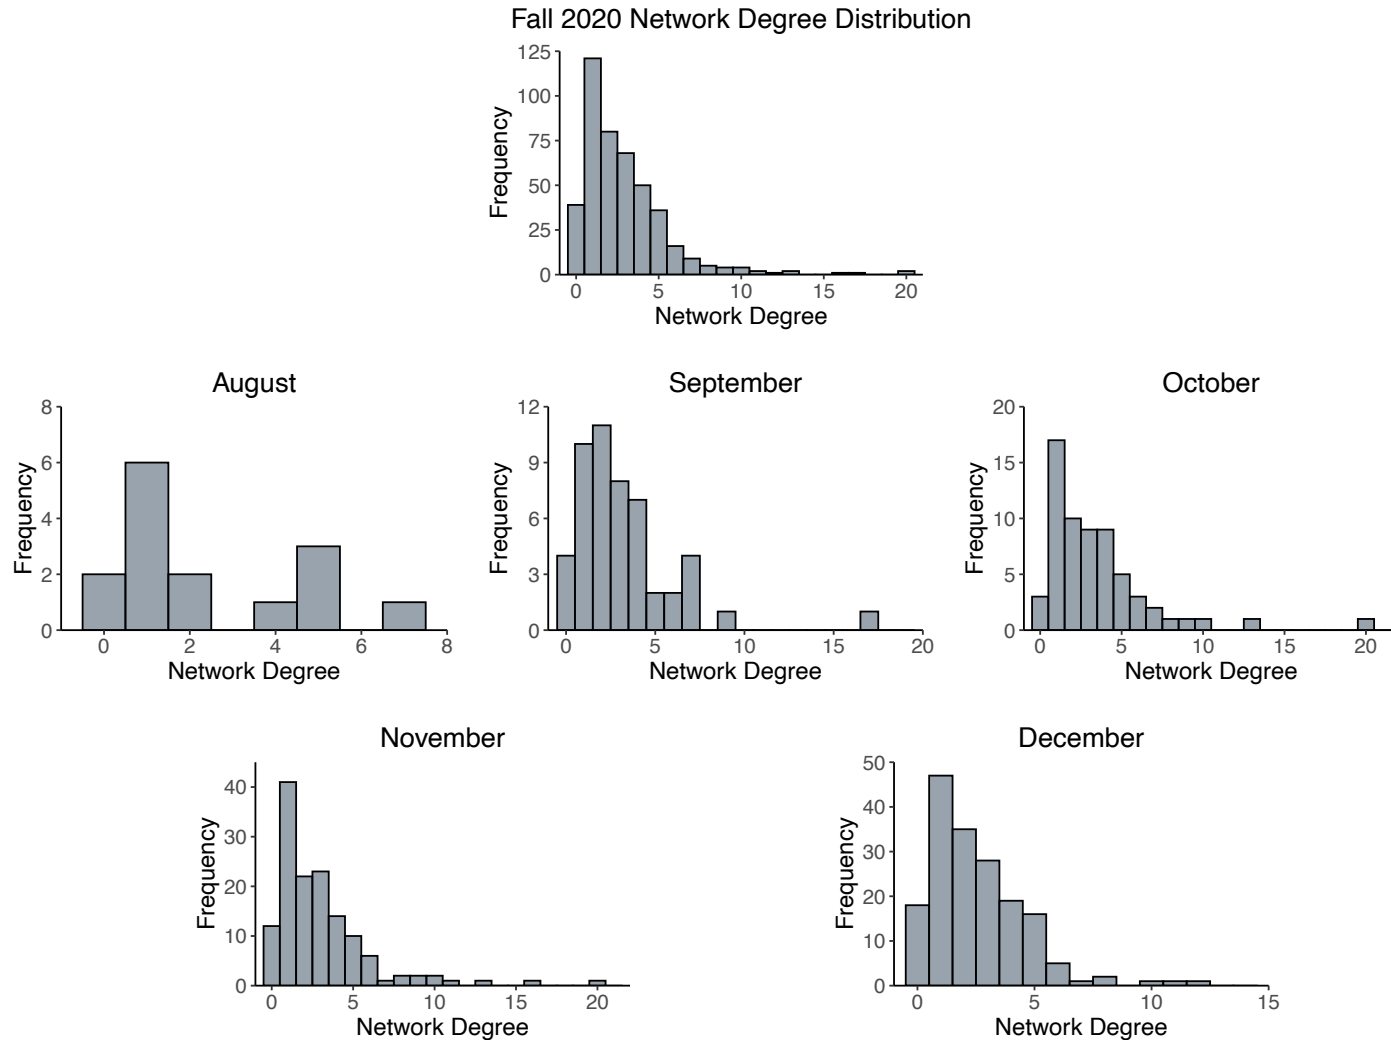 Fall 2020 Network Degree Distribution
125
100
75
50
25
0
Frequency
0 5 10 15 20
Network Degree
August
8
6
4
2
0
Frequency
0 2 4 6 8
Network Degree
September
12
9
6
3
0
Frequency
0 5 10 15 20
Network Degree
October
20
15
10
5
0
Frequency
0 5 10 15 20
Network Degree
November
40
30
20
10
0
Frequency
0 5 10 15 20
Network Degree
December
50
40
30
20
10
0
Frequency
0 5 10 15
Network Degree